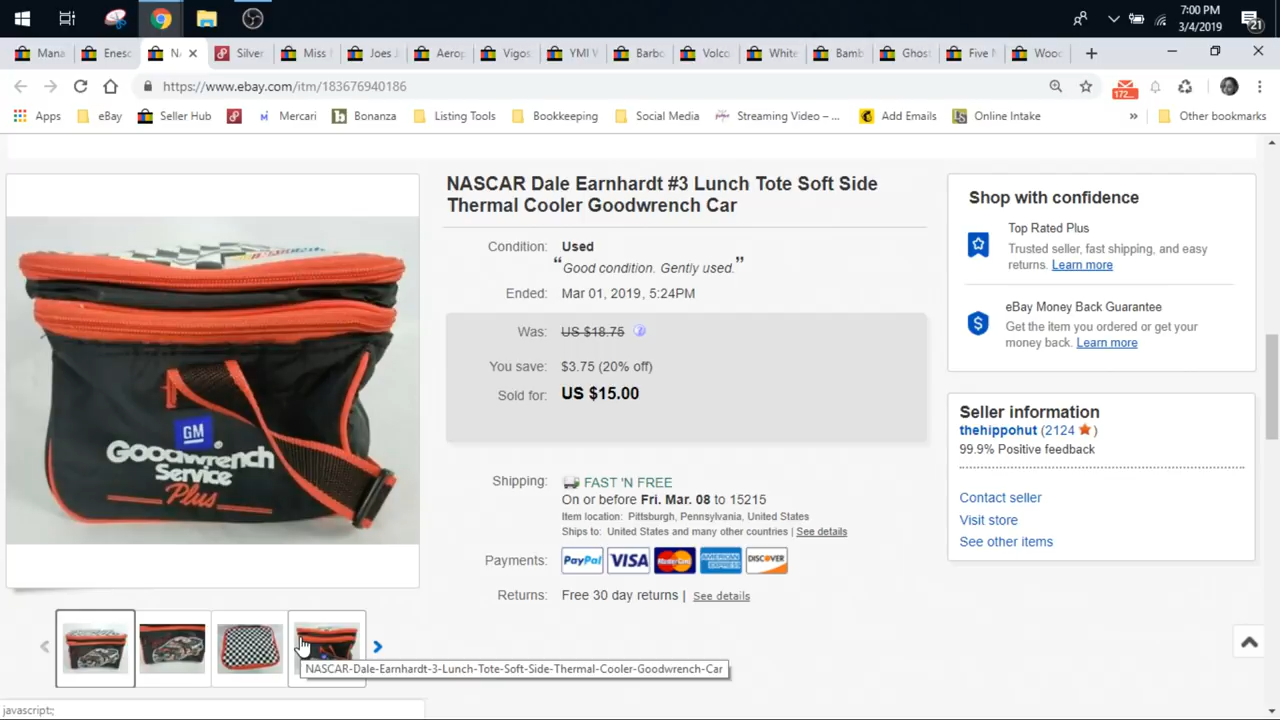 7:00 PM
3/4/2019
21
Mana
Enesc
NA
Silver
Miss
Joes J
Aerop
Vigos
YMI V
Barbo
Volco
White
Bamb
Ghost
Five N
Wood
https://www.ebay.com/itm/183676940186
172...
Apps
eBay
Seller Hub
Mercari
Bonanza
Listing Tools
Bookkeeping
Social Media
Streaming Video – ...
Add Emails
Online Intake
»
Other bookmarks
NASCAR Dale Earnhardt #3 Lunch Tote Soft Side
Thermal Cooler Goodwrench Car
Condition: Used
“Good condition. Gently used.”
Ended: Mar 01, 2019, 5:24PM
Was: US $18.75
You save: $3.75 (20% off)
Sold for: US $15.00
Shipping: FAST 'N FREE
On or before Fri. Mar. 08 to 15215
Item location: Pittsburgh, Pennsylvania, United States
Ships to: United States and many other countries | See details
Payments: PayPal VISA MasterCard AMERICAN EXPRESS DISCOVER
Returns: Free 30 day returns | See details
Shop with confidence
Top Rated Plus
Trusted seller, fast shipping, and easy
returns. Learn more
eBay Money Back Guarantee
Get the item you ordered or get your
money back. Learn more
Seller information
thehippohut (2124)
99.9% Positive feedback
Contact seller
Visit store
See other items
GM
Goodwrench
Service
Plus
NASCAR-Dale-Earnhardt-3-Lunch-Tote-Soft-Side-Thermal-Cooler-Goodwrench-Car
javascript:;